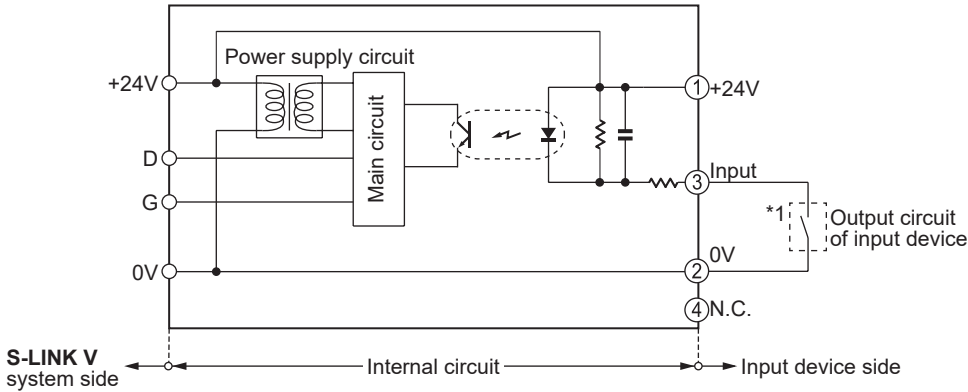 Power supply circuit
+24V
D
G
0V
Main circuit
1 +24V
3 Input
*1 Output circuit
of input device
0V
2
4 N.C.
S-LINK V
system side
Internal circuit
Input device side